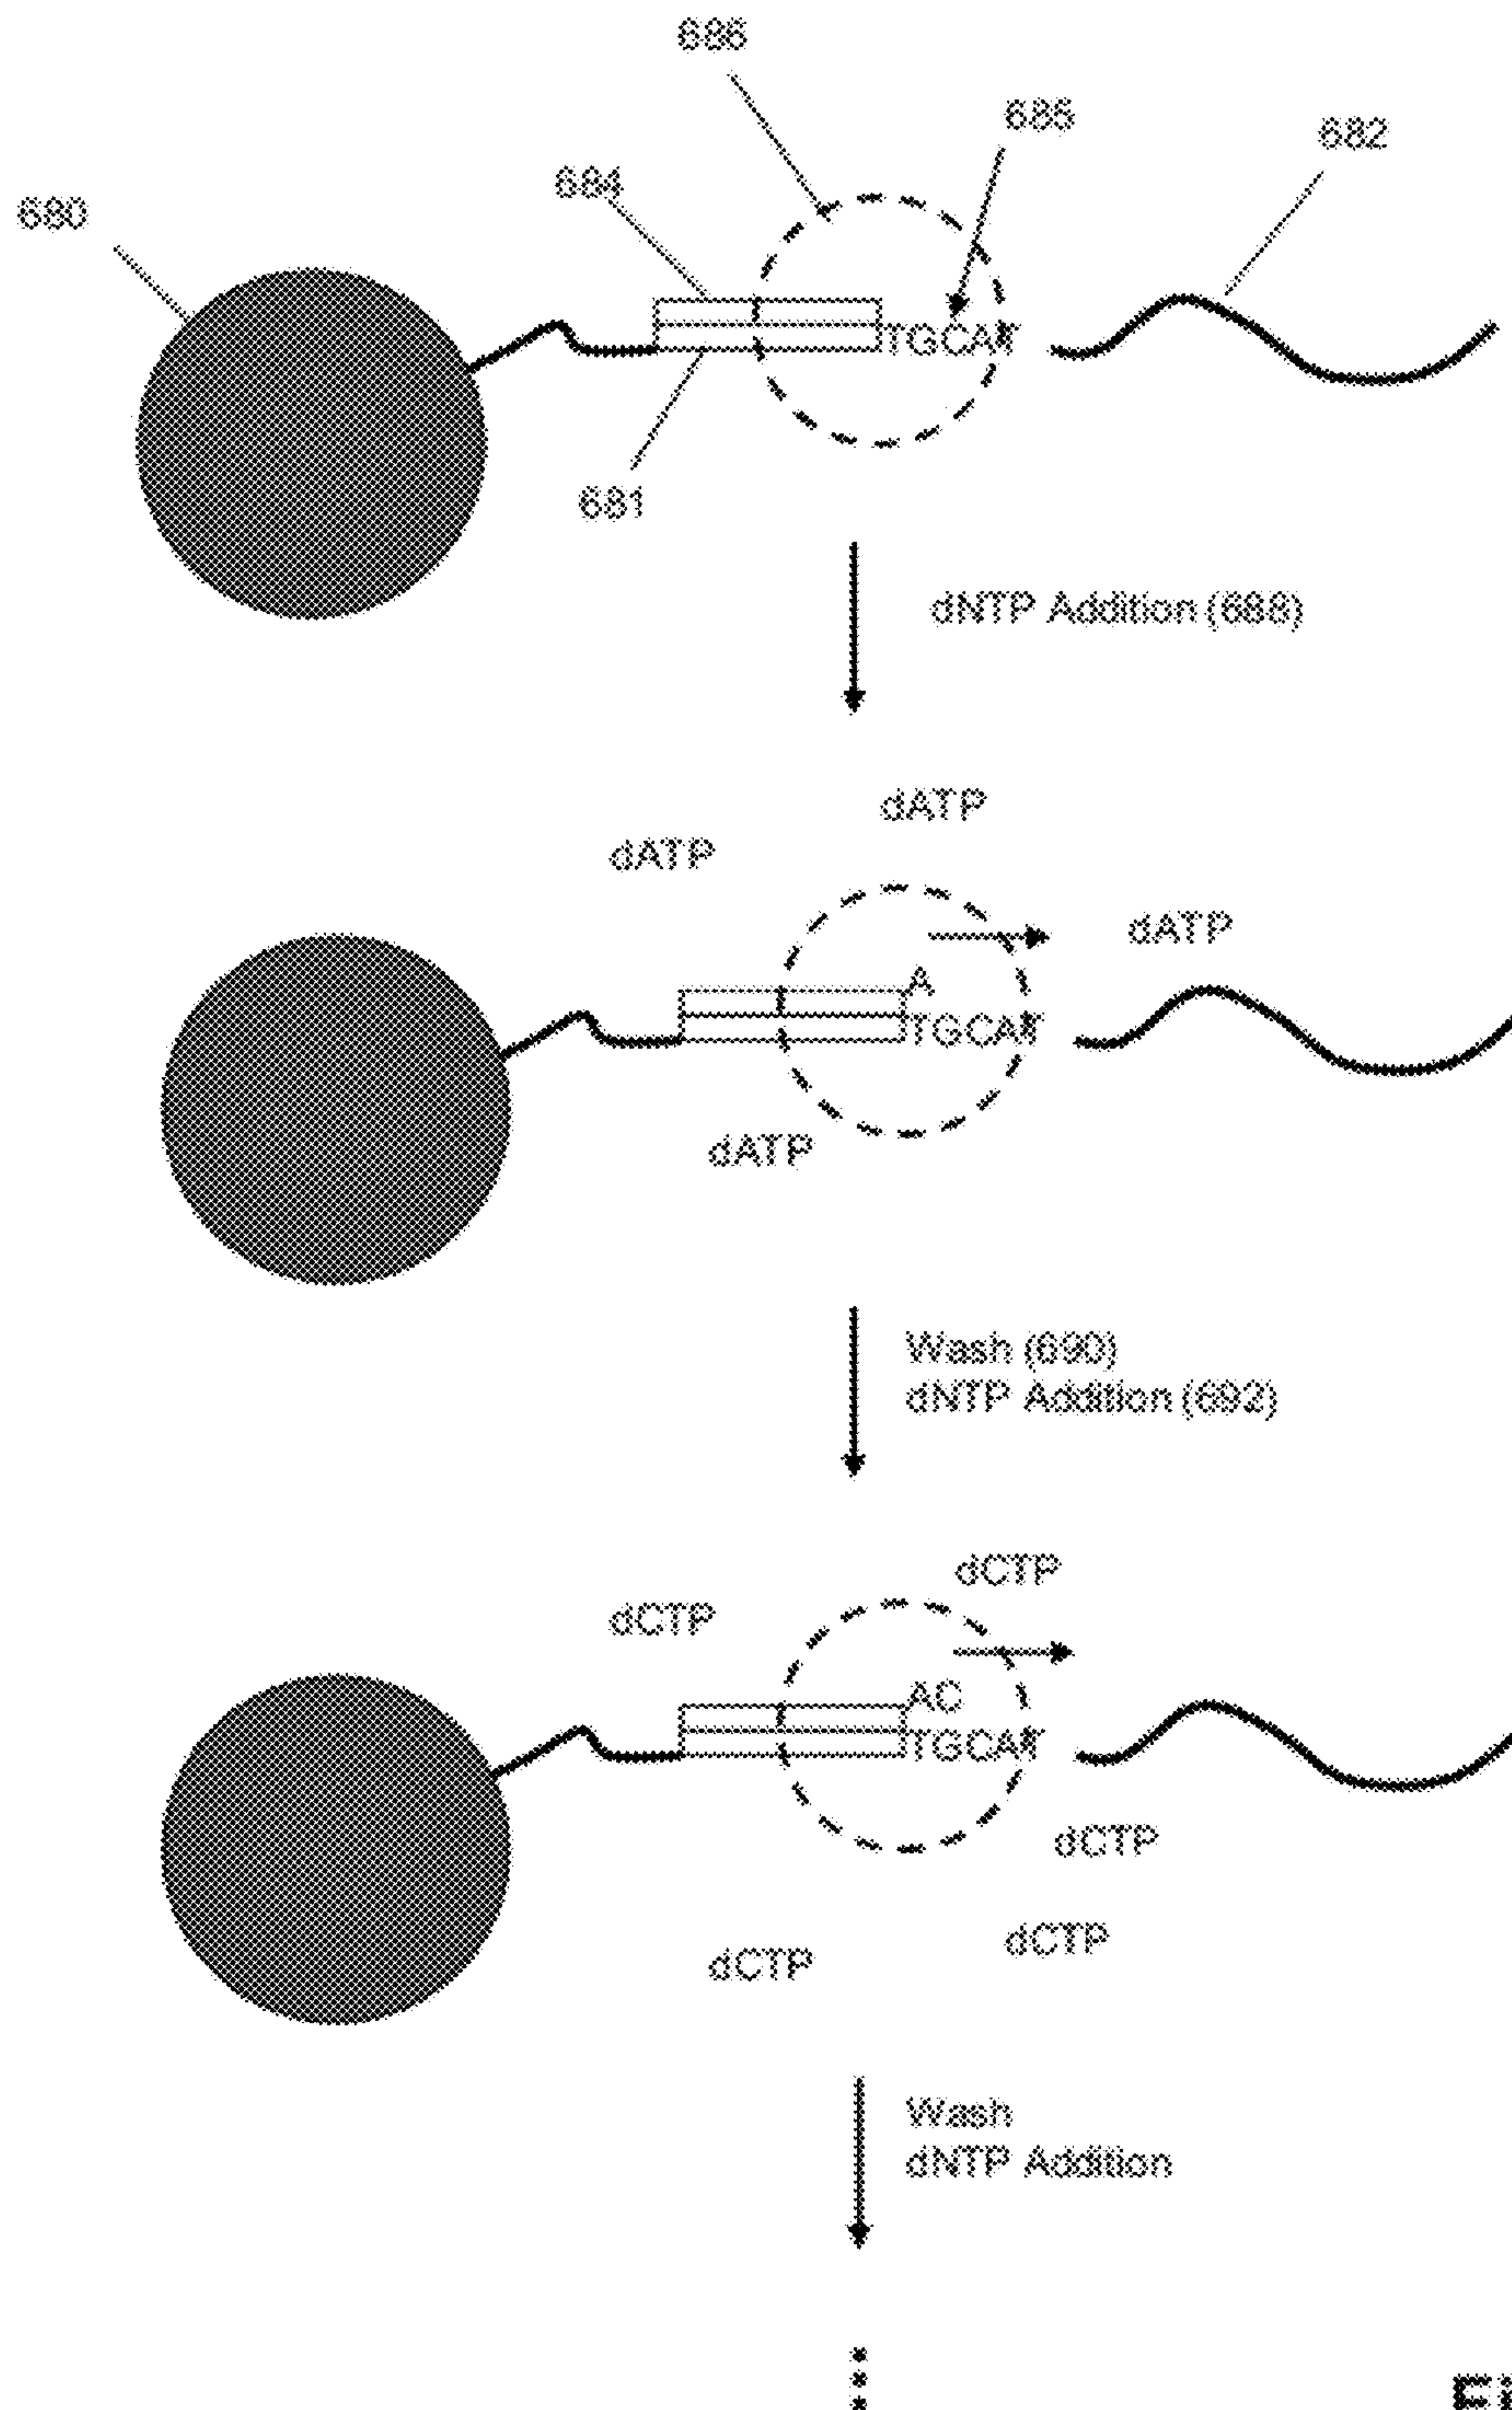 686
685
682
684
680
TGCAT
681
dNTP Addition (688)
dATP
dATP
dATP
A
TGCAT
dATP
Wash (690)
dNTP Addition (692)
dCTP
dCTP
AC
TGCAT
dCTP
dCTP
dCTP
Wash
dNTP Addition